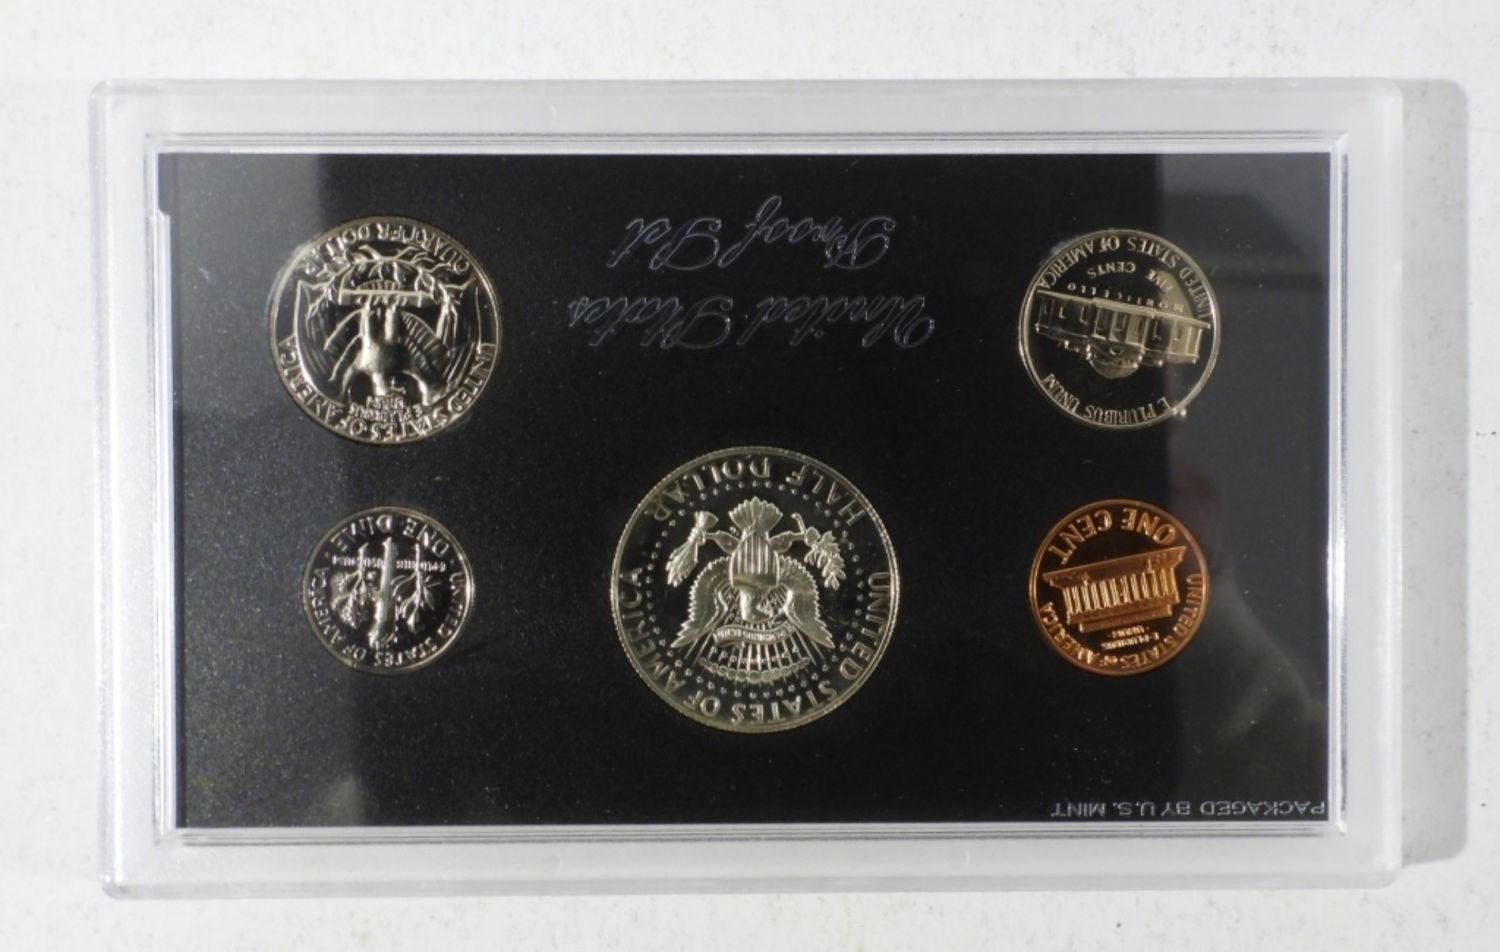 United States
Proof Set
PACKAGED BY U.S. MINT
QUARTER DOLLAR
UNITED STATES OF AMERICA
E PLURIBUS
UNUM
UNITED STATES OF AMERICA
FIVE
CENTS
MONTICELLO
E PLURIBUS UNUM
ONE DIME
UNITED STATES OF AMERICA
HALF DOLLAR
UNITED STATES OF AMERICA
ONE CENT
UNITED STATES OF AMERICA
E·PLURIBUS
·UNUM·